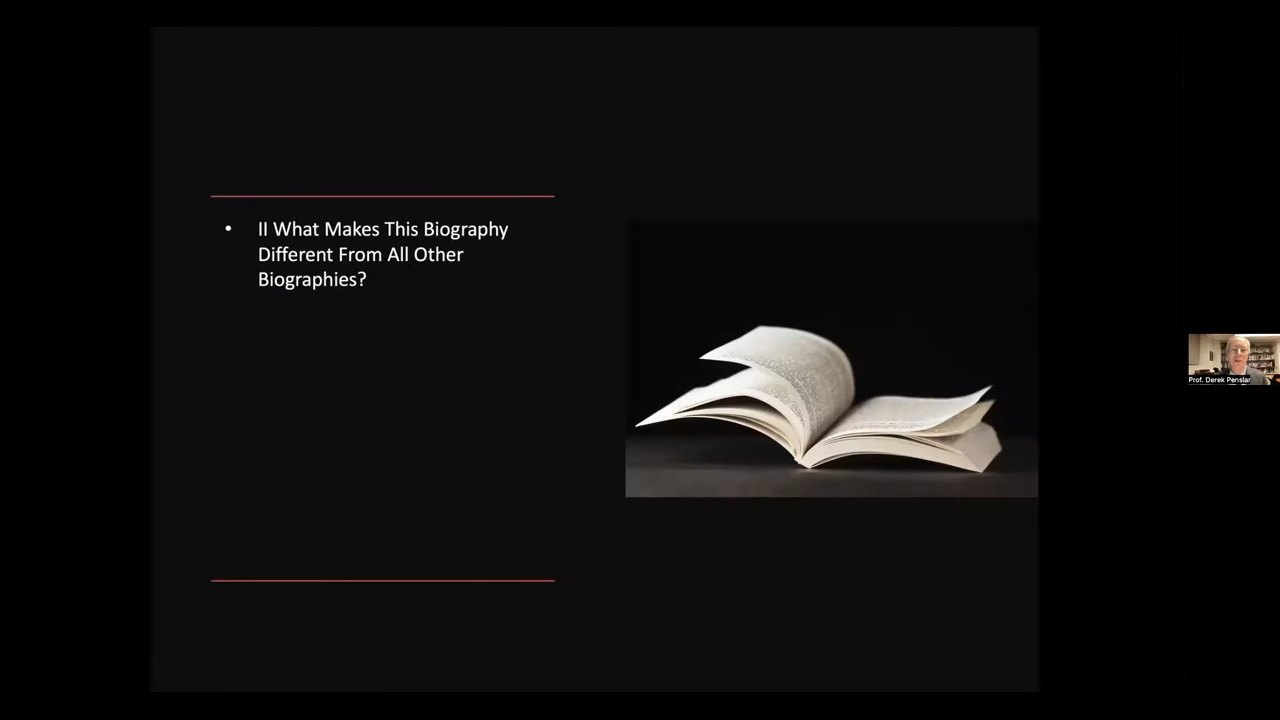 • II What Makes This Biography
Different From All Other
Biographies?
Prof. Derek Penslar